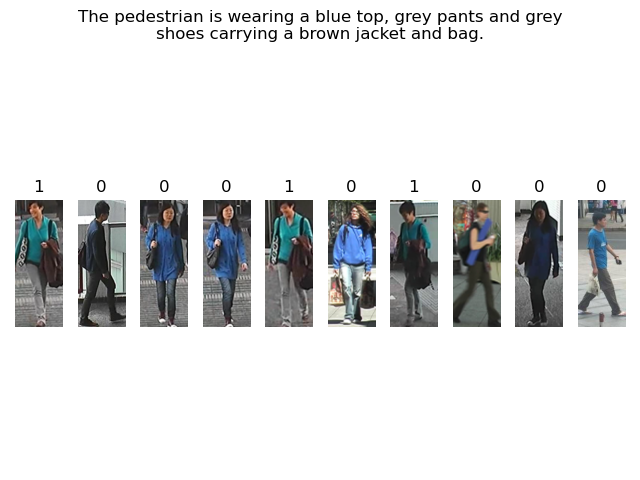 The pedestrian is wearing a blue top, grey pants and grey
shoes carrying a brown jacket and bag.
1 0 0 0 1 0 1 0 0 0